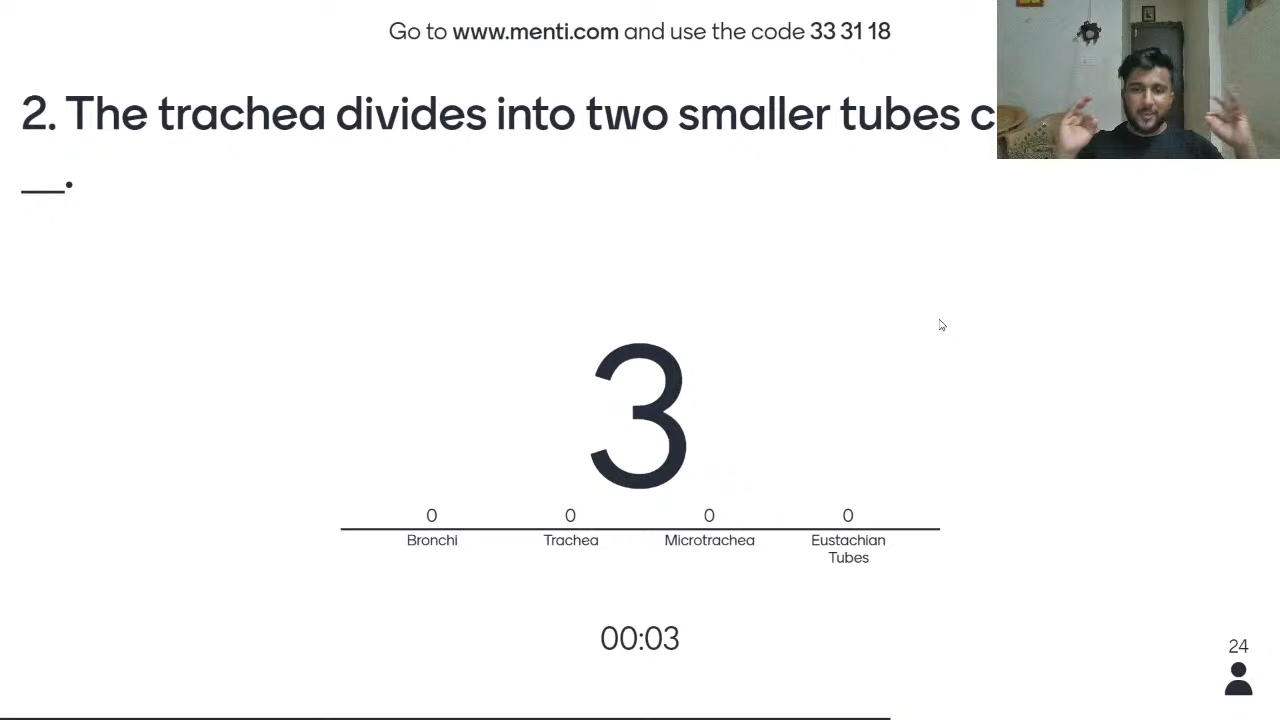 Go to www.menti.com and use the code 33 31 18
2. The trachea divides into two smaller tubes
__.
3
0 0 0 0
Bronchi Trachea Microtrachea Eustachian
Tubes
00:03
24